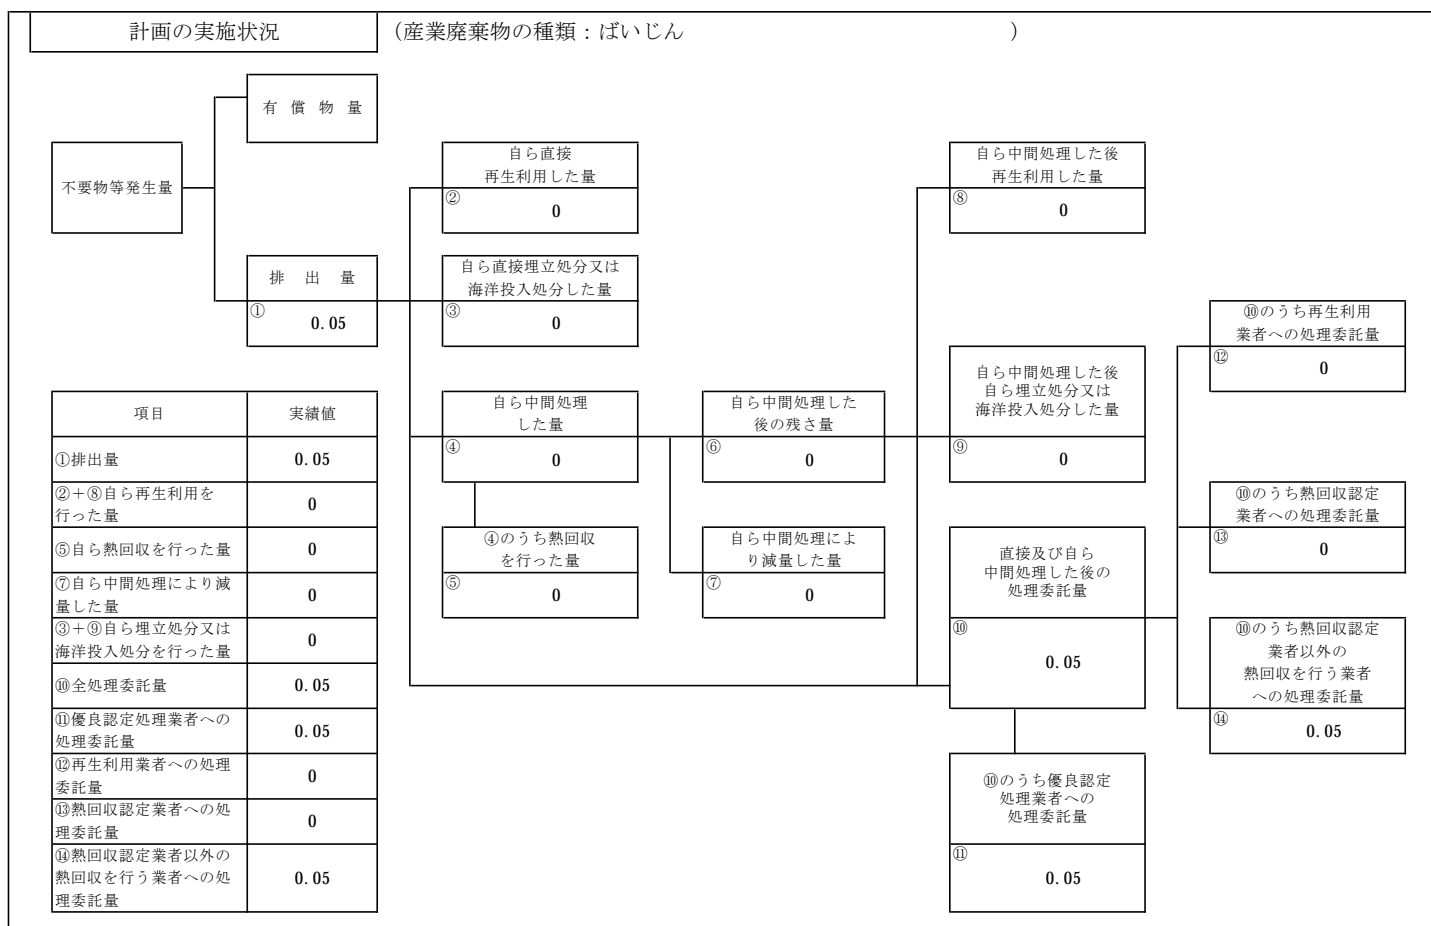 計画の実施状況
（産業廃棄物の種類：ばいじん　　　　　　　　　　　　　　　）
有 償 物 量
不要物等発生量
排 出 量
①
0.05
自ら直接
再生利用した量
②
0
自ら直接埋立処分又は
海洋投入処分した量
③
0
自ら中間処理
した量
④
0
④のうち熱回収
を行った量
⑤
0
自ら中間処理した
後の残さ量
⑥
0
自ら中間処理によ
り減量した量
⑦
0
自ら中間処理した後
再生利用した量
⑧
0
自ら中間処理した後
自ら埋立処分又は
海洋投入処分した量
⑨
0
直接及び自ら
中間処理した後の
処理委託量
⑩
0.05
⑩のうち優良認定
処理業者への
処理委託量
⑪
0.05
⑩のうち再生利用
業者への処理委託量
⑫
0
⑩のうち熱回収認定
業者への処理委託量
⑬
0
⑩のうち熱回収認定
業者以外の
熱回収を行う業者
への処理委託量
⑭
0.05
項目 実績値
①排出量 0.05
②＋⑧自ら再生利用を
行った量 0
⑤自ら熱回収を行った量 0
⑦自ら中間処理により減
量した量 0
③＋⑨自ら埋立処分又は
海洋投入処分を行った量 0
⑩全処理委託量 0.05
⑪優良認定処理業者への
処理委託量 0.05
⑫再生利用業者への処理
委託量 0
⑬熱回収認定業者への処
理委託量 0
⑭熱回収認定業者以外の
熱回収を行う業者への処
理委託量 0.05